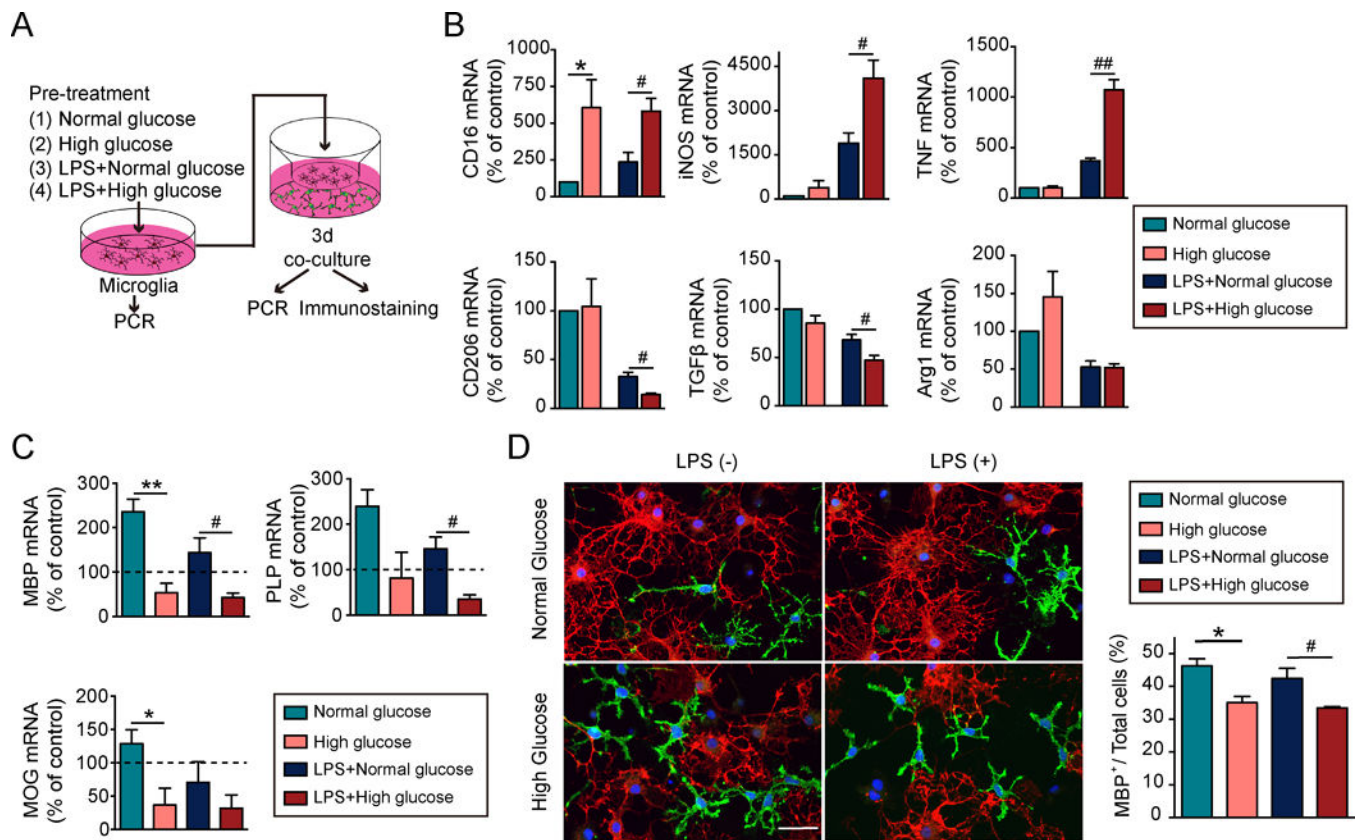 A
Pre-treatment
(1) Normal glucose
(2) High glucose
(3) LPS+Normal glucose
(4) LPS+High glucose
Microglia
PCR
3d
co-culture
PCR Immunostaining
B
CD16 mRNA
(% of control)
1000
750
500
250
0
*
#
iNOS mRNA
(% of control)
4500
3000
1500
0
#
TNF mRNA
(% of control)
1500
1000
500
0
##
CD206 mRNA
(% of control)
150
100
50
0
#
TGFβ mRNA
(% of control)
150
100
50
0
#
Arg1 mRNA
(% of control)
200
150
100
50
0
Normal glucose
High glucose
LPS+Normal glucose
LPS+High glucose
C
MBP mRNA
(% of control)
300
200
100
0
**
#
PLP mRNA
(% of control)
300
200
100
0
#
MOG mRNA
(% of control)
200
150
100
50
0
*
Normal glucose
High glucose
LPS+Normal glucose
LPS+High glucose
D
LPS (-)
LPS (+)
Normal Glucose
High Glucose
Normal glucose
High glucose
LPS+Normal glucose
LPS+High glucose
MBP⁺/ Total cells (%)
60
50
40
30
20
10
0
*
#